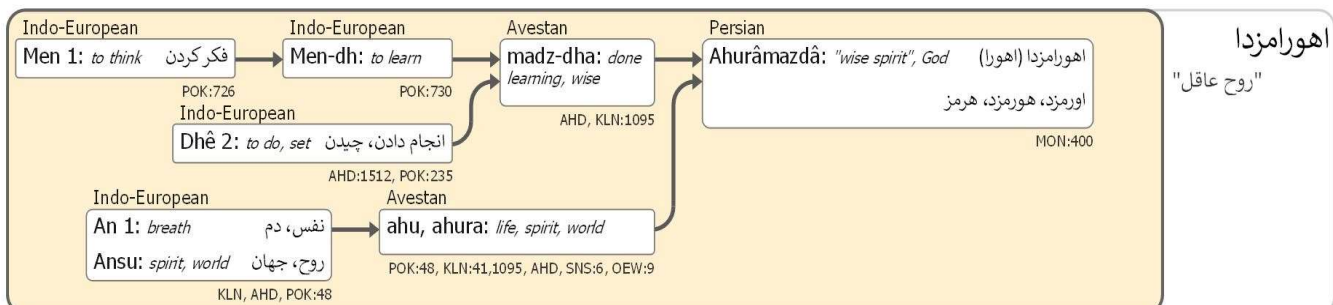 Indo-European
Men 1: to think فکر کردن
POK:726
Indo-European
Men-dh: to learn
POK:730
Indo-European
Dhê 2: to do, set انجام دادن، چیدن
AHD:1512, POK:235
Avestan
madz-dha: done
learning, wise
AHD, KLN:1095
Indo-European
An 1: breath نفس، دم
Ansu: spirit, world روح، جهان
KLN, AHD, POK:48
Avestan
ahu, ahura: life, spirit, world
POK:48, KLN:41,1095, AHD, SNS:6, OEW:9
Persian
Ahurâmazdâ: "wise spirit", God اهورامزدا (اهورا)
اورمزد، هورمزد، هرمز
MON:400
اهورامزدا
"روح عاقل"